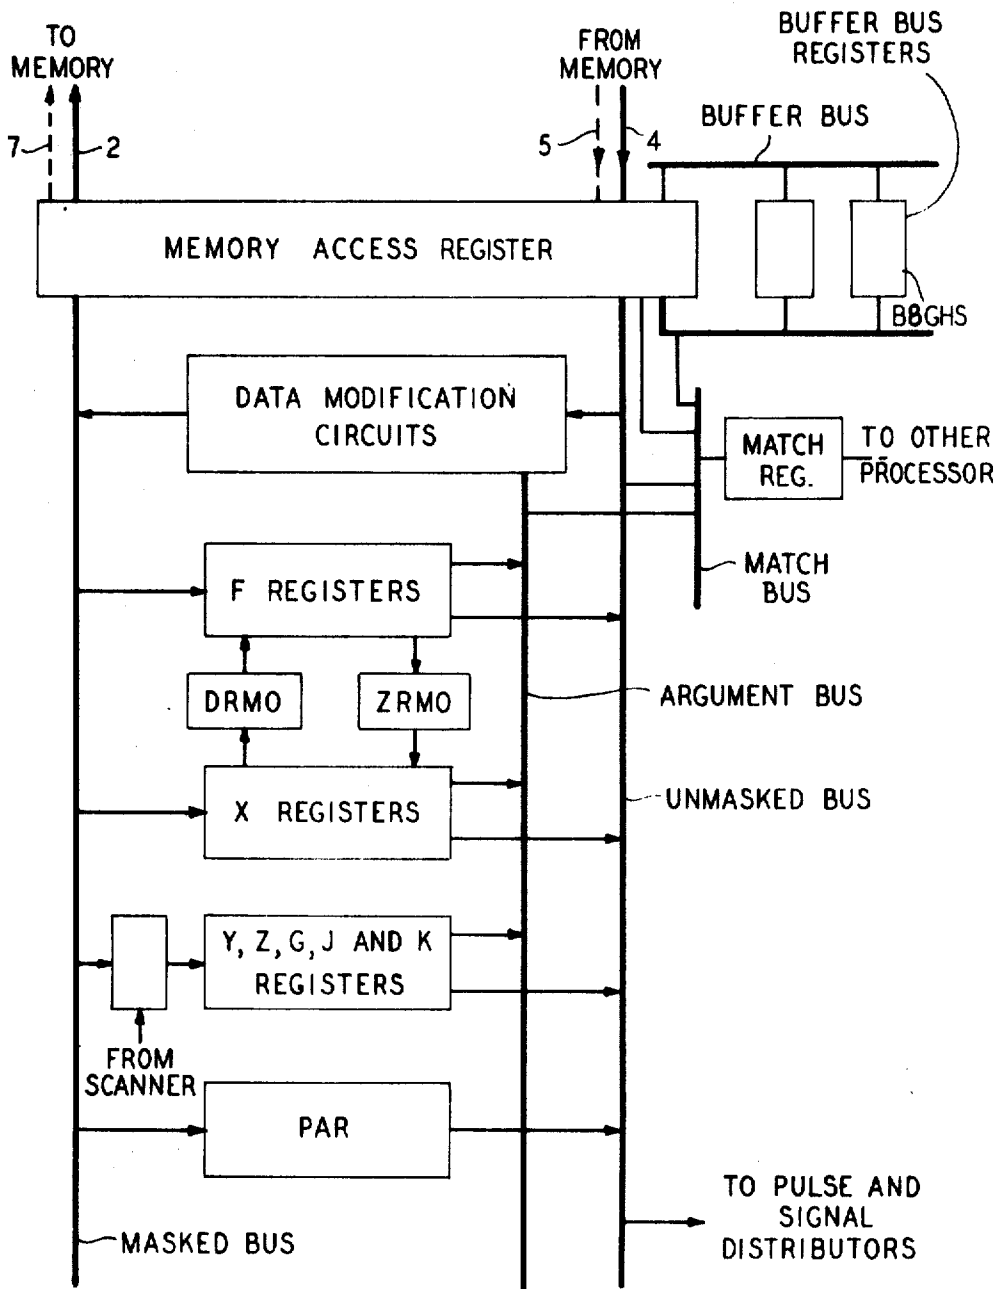 TO
MEMORY
FROM
MEMORY
BUFFER BUS
REGISTERS
BUFFER BUS
7
2
5
4
MEMORY ACCESS REGISTER
DATA MODIFICATION
CIRCUITS
MATCH
REG.
TO OTHER
PROCESSOR
MATCH
BUS
F REGISTERS
DRMO
ZRMO
ARGUMENT BUS
X REGISTERS
UNMASKED BUS
Y, Z, G, J AND K
REGISTERS
FROM
SCANNER
PAR
TO PULSE AND
SIGNAL
DISTRIBUTORS
MASKED BUS